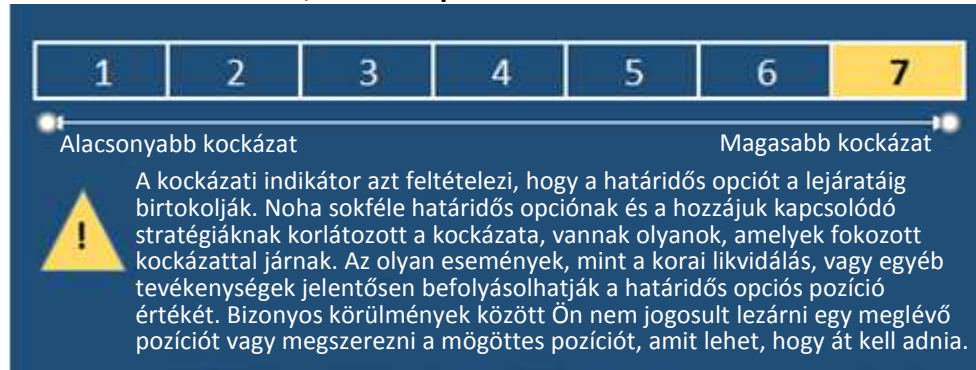 1 2 3 4 5 6 7
Alacsonyabb kockázat Magasabb kockázat
A kockázati indikátor azt feltételezi, hogy a határidős opciót a lejáratáig
birtokolják. Noha sokféle határidős opciónak és a hozzájuk kapcsolódó
stratégiáknak korlátozott a kockázata, vannak olyanok, amelyek fokozott
kockázattal járnak. Az olyan események, mint a korai likvidálás, vagy egyéb
tevékenységek jelentősen befolyásolhatják a határidős opciós pozíció
értékét. Bizonyos körülmények között Ön nem jogosult lezárni egy meglévő
pozíciót vagy megszerezni a mögöttes pozíciót, amit lehet, hogy át kell adnia.